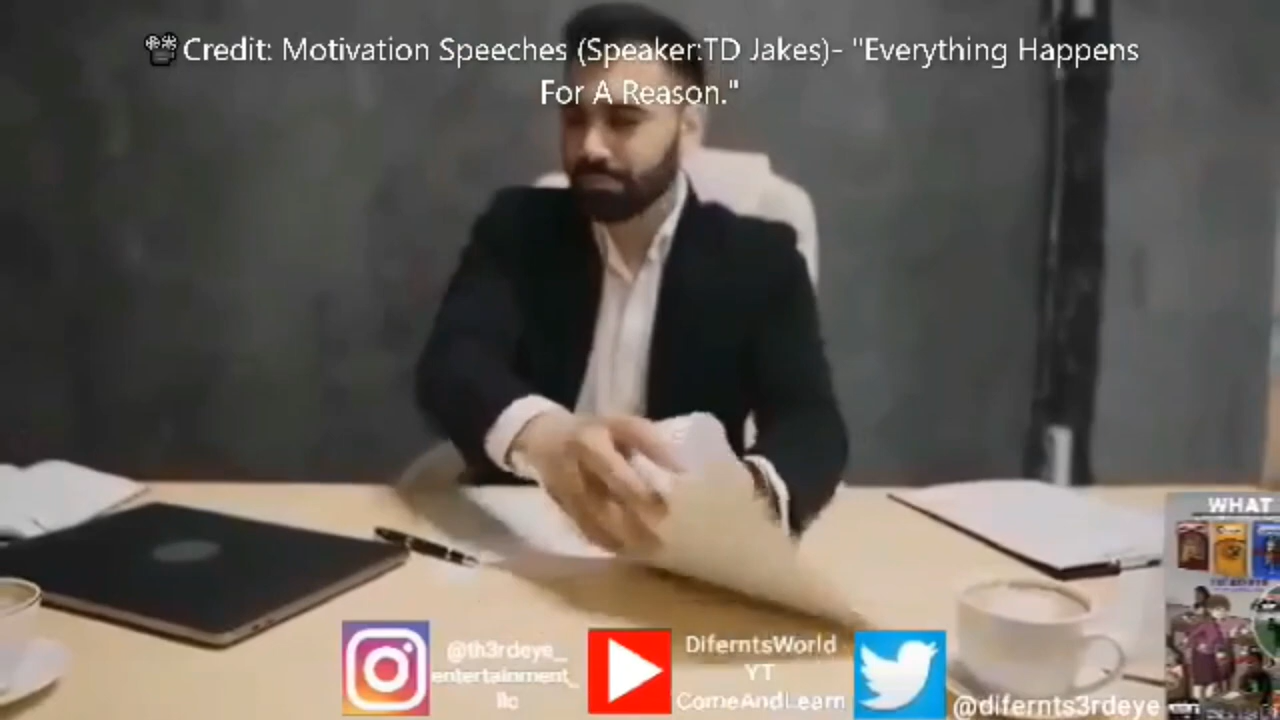 Credit: Motivation Speeches (Speaker:TD Jakes)- "Everything Happens
For A Reason."
WHAT
@th3rdeye_
entertainment_
llc
DiferntsWorld
YT
ComeAndLearn
@difernts3rdeye